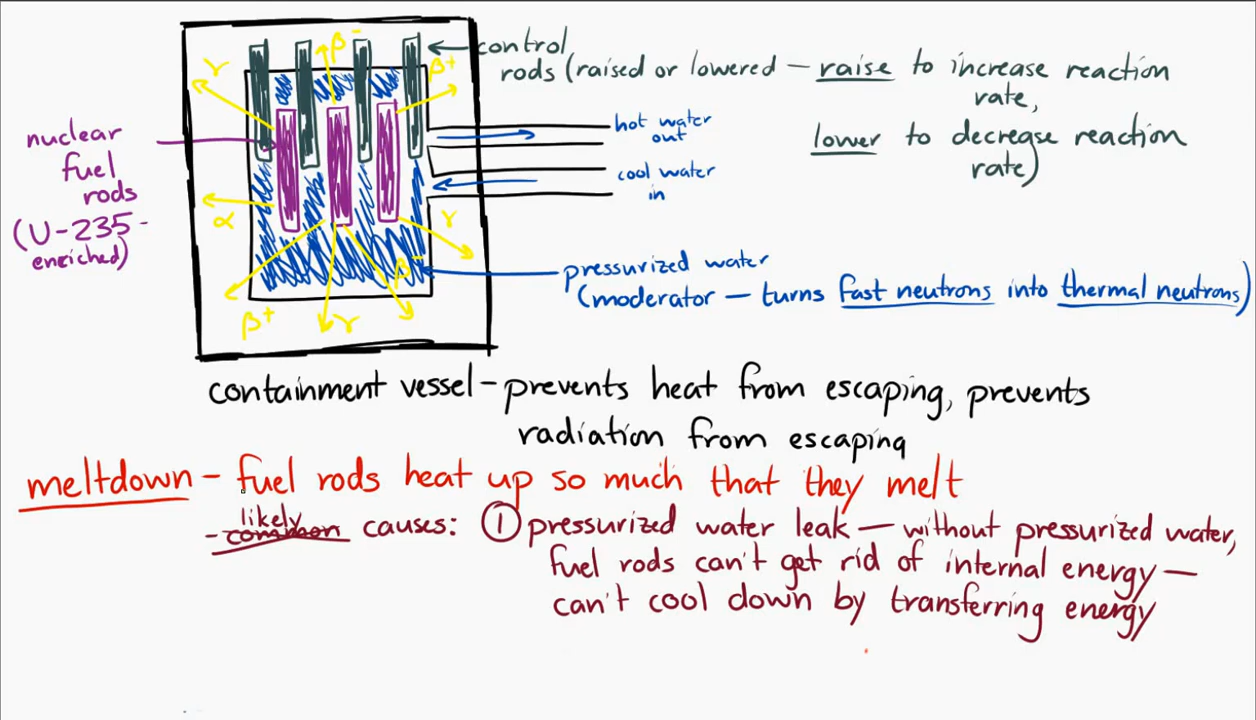 β⁻
γ
β⁺
control
rods (raised or lowered — raise to increase reaction
rate,
lower to decrease reaction
rate)
hot water
out
cool water
in
nuclear
fuel
rods
(U-235-
enriched)
α
γ
β⁻
β⁺
γ
pressurized water
(moderator — turns fast neutrons into thermal neutrons)
containment vessel – prevents heat from escaping, prevents
radiation from escaping
meltdown – fuel rods heat up so much that they melt
likely
- common causes: ① pressurized water leak — without pressurized water,
fuel rods can't get rid of internal energy —
can't cool down by transferring energy